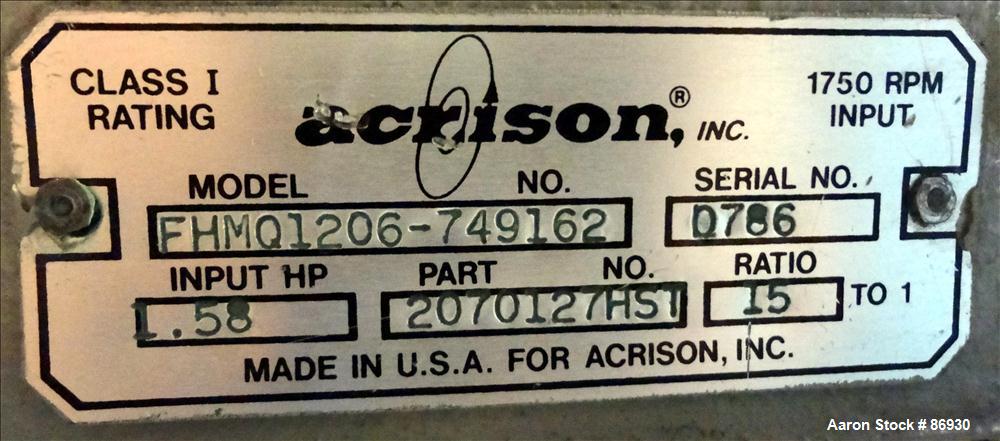 CLASS I
RATING
acrison,® INC.
1750 RPM
INPUT
MODEL NO.
FHMQ1206-749162
SERIAL NO.
D786
INPUT HP
1.58
PART NO.
2070127HST
RATIO
15 TO 1
MADE IN U.S.A. FOR ACRISON, INC.
Aaron Stock # 86930